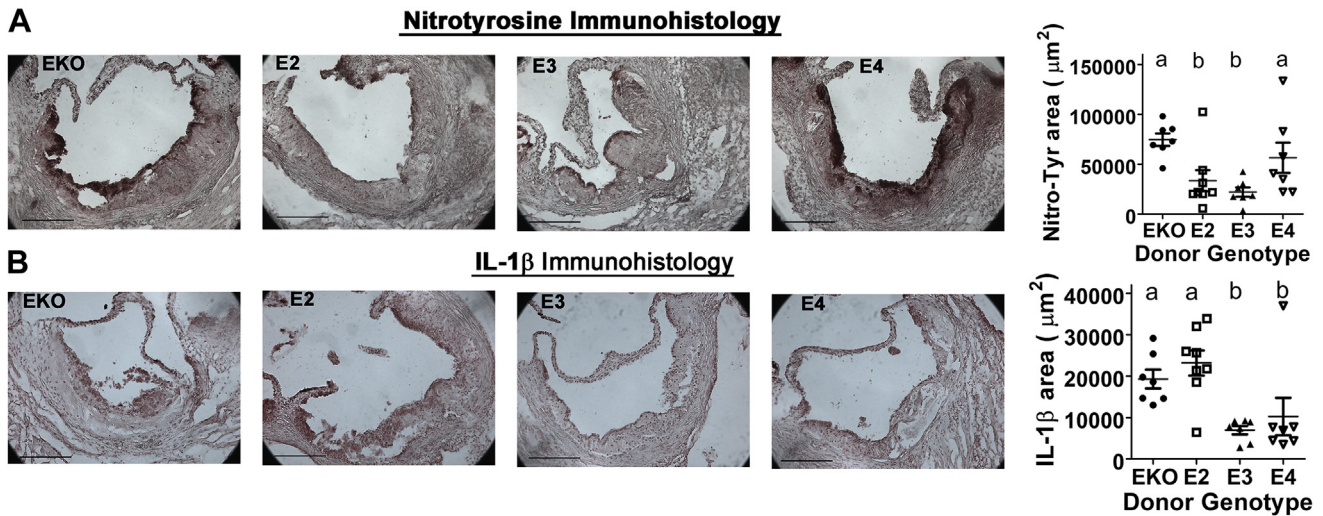 A
Nitrotyrosine Immunohistology
EKO
E2
E3
E4
Nitro-Tyr area ( μm²)
150000
100000
50000
0
a b b a
EKO E2 E3 E4
Donor Genotype
B
IL-1β Immunohistology
EKO
E2
E3
E4
IL-1β area ( μm²)
40000
30000
20000
10000
0
a a b b
EKO E2 E3 E4
Donor Genotype